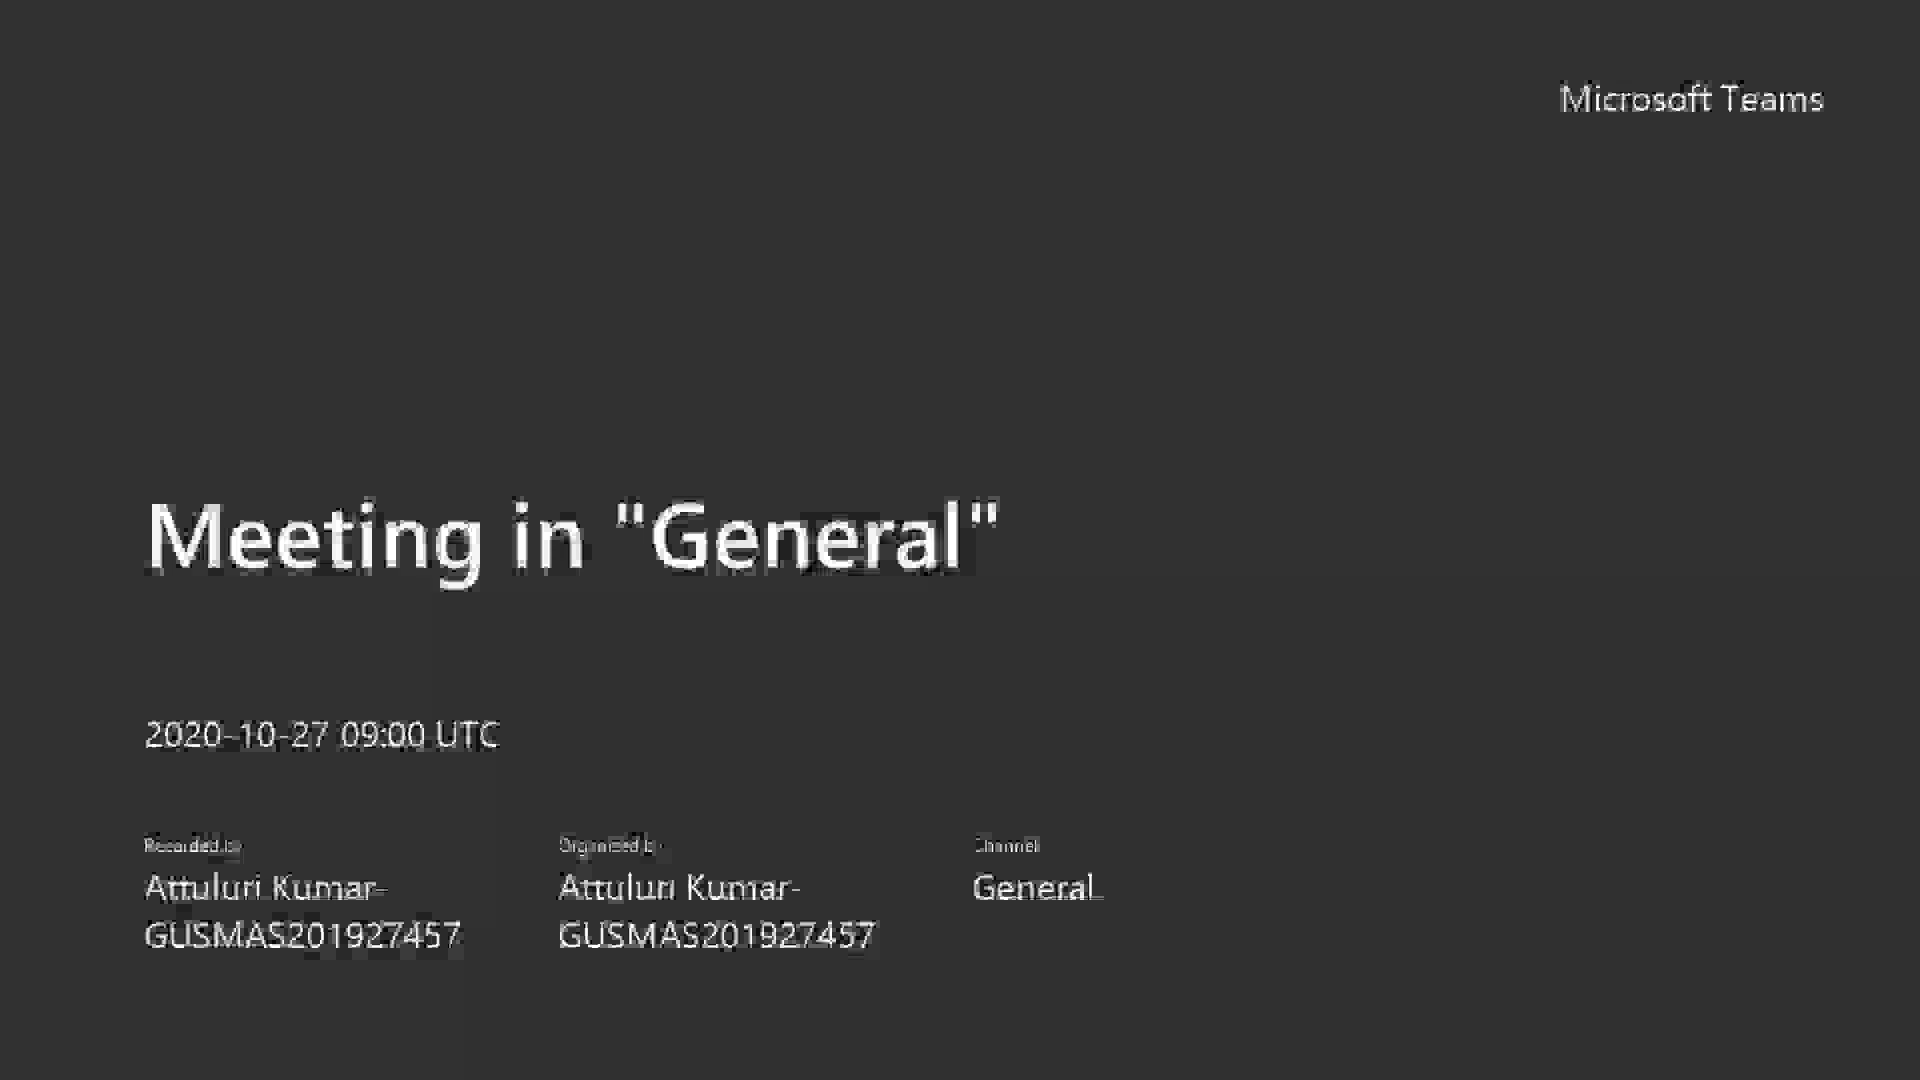 Microsoft Teams
Meeting in "General"
2020-10-27 09:00 UTC
Recorded by
Organized by
Channel
Attuluri Kumar-
GUSMAS201927457
Attuluri Kumar-
GUSMAS201927457
General